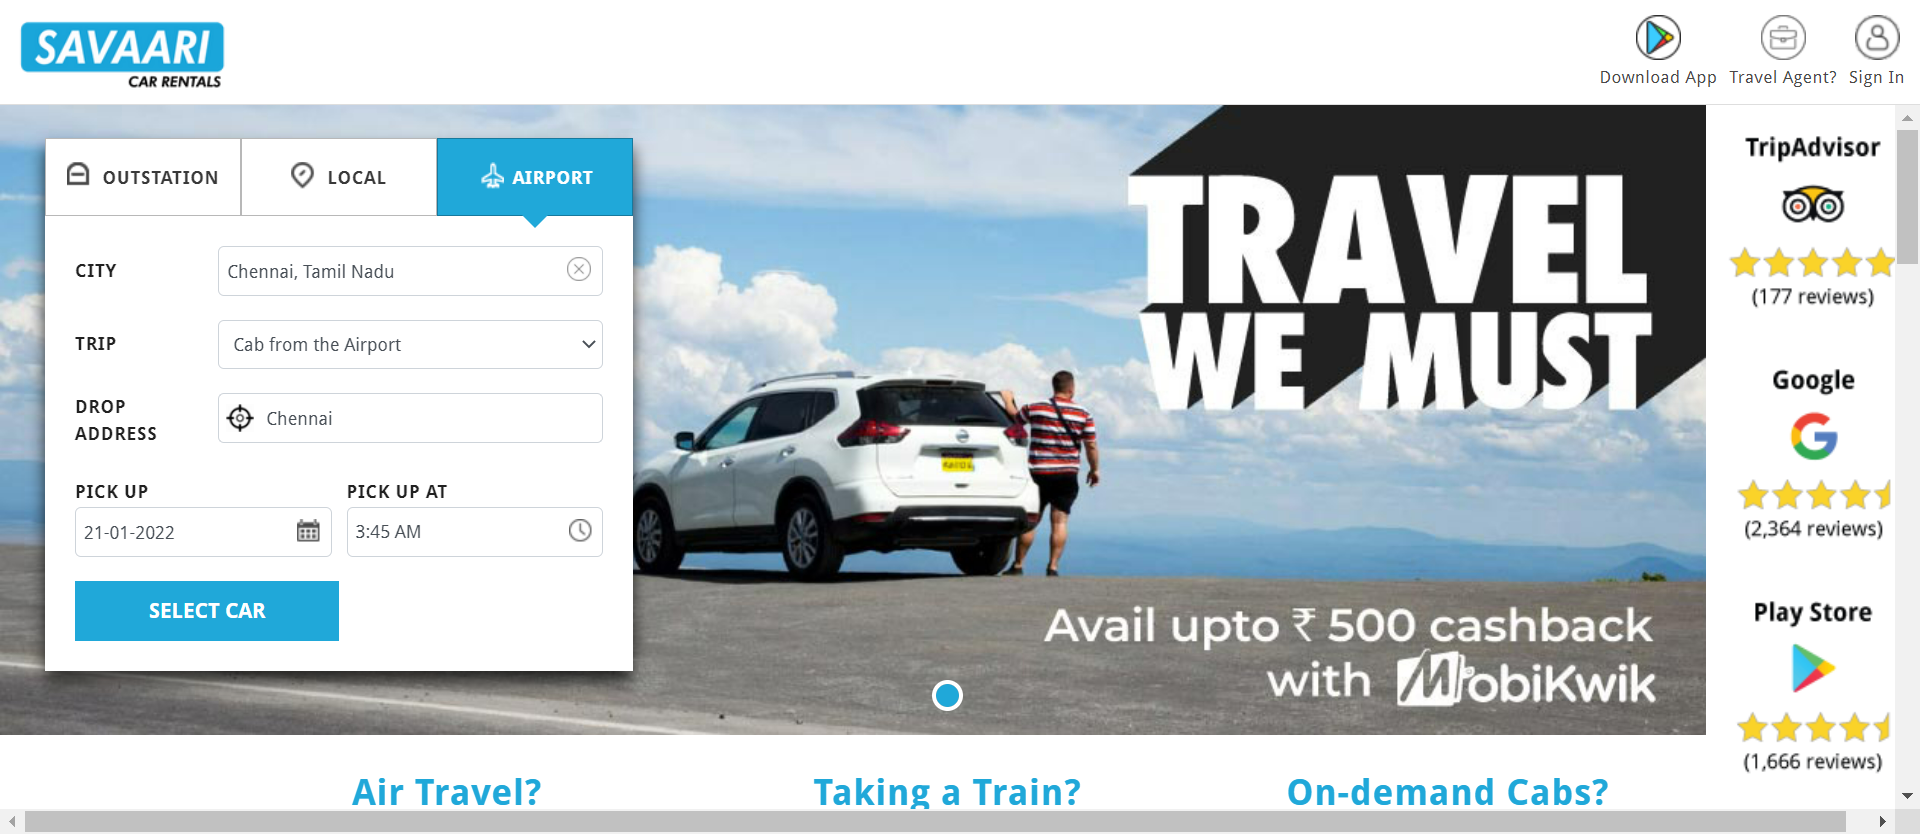 SAVAARI
CAR RENTALS
Download App
Travel Agent?
Sign In
OUTSTATION
LOCAL
AIRPORT
CITY
Chennai, Tamil Nadu
TRIP
Cab from the Airport
DROP
ADDRESS
Chennai
PICK UP
PICK UP AT
21-01-2022
3:45 AM
SELECT CAR
TRAVEL
WE MUST
Avail upto ₹ 500 cashback
with MobiKwik
TripAdvisor
(177 reviews)
Google
(2,364 reviews)
Play Store
(1,666 reviews)
Air Travel?
Taking a Train?
On-demand Cabs?